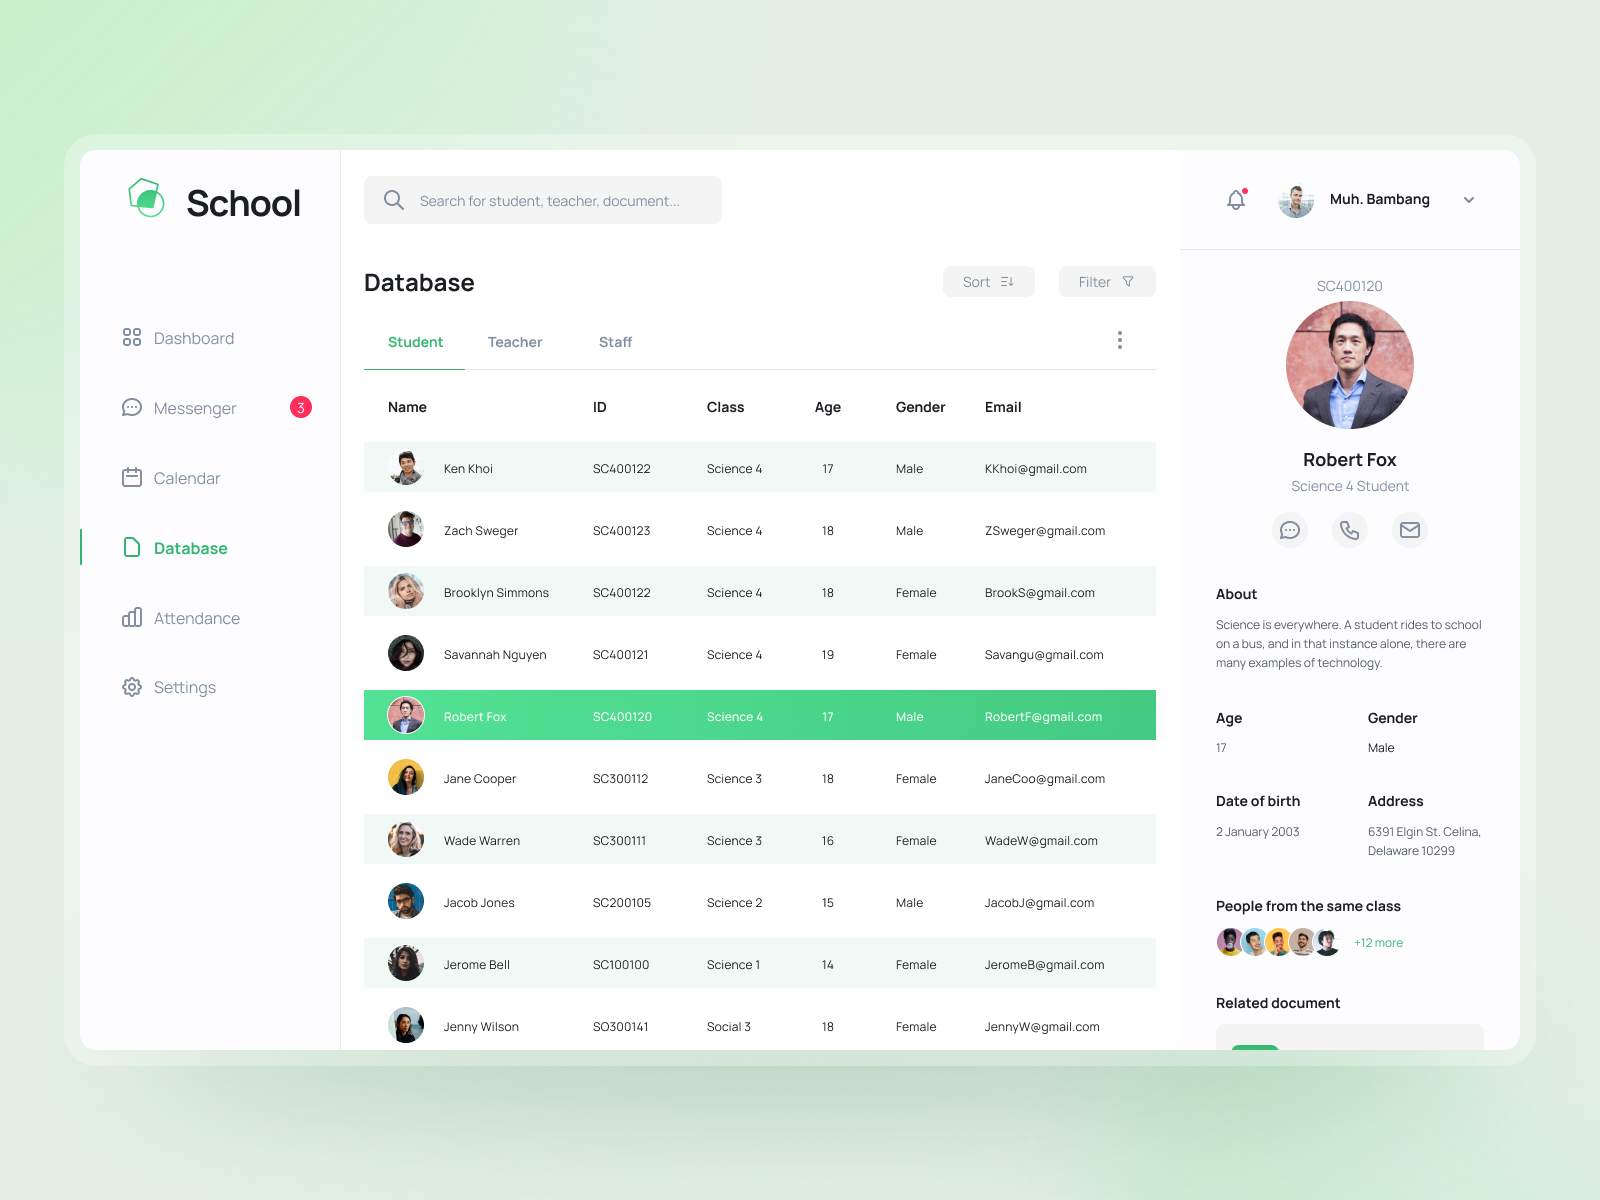 School
Dashboard
Messenger 3
Calendar
Database
Attendance
Settings
Search for student, teacher, document...
Database
Sort
Filter
Student Teacher Staff
Name ID Class Age Gender Email
Ken Khoi SC400122 Science 4 17 Male KKhoi@gmail.com
Zach Sweger SC400123 Science 4 18 Male ZSweger@gmail.com
Brooklyn Simmons SC400122 Science 4 18 Female BrookS@gmail.com
Savannah Nguyen SC400121 Science 4 19 Female Savangu@gmail.com
Robert Fox SC400120 Science 4 17 Male RobertF@gmail.com
Jane Cooper SC300112 Science 3 18 Female JaneCoo@gmail.com
Wade Warren SC300111 Science 3 16 Female WadeW@gmail.com
Jacob Jones SC200105 Science 2 15 Male JacobJ@gmail.com
Jerome Bell SC100100 Science 1 14 Female JeromeB@gmail.com
Jenny Wilson SO300141 Social 3 18 Female JennyW@gmail.com
Muh. Bambang
SC400120
Robert Fox
Science 4 Student
About
Science is everywhere. A student rides to school
on a bus, and in that instance alone, there are
many examples of technology.
Age Gender
17 Male
Date of birth Address
2 January 2003 6391 Elgin St. Celina,
Delaware 10299
People from the same class
+12 more
Related document